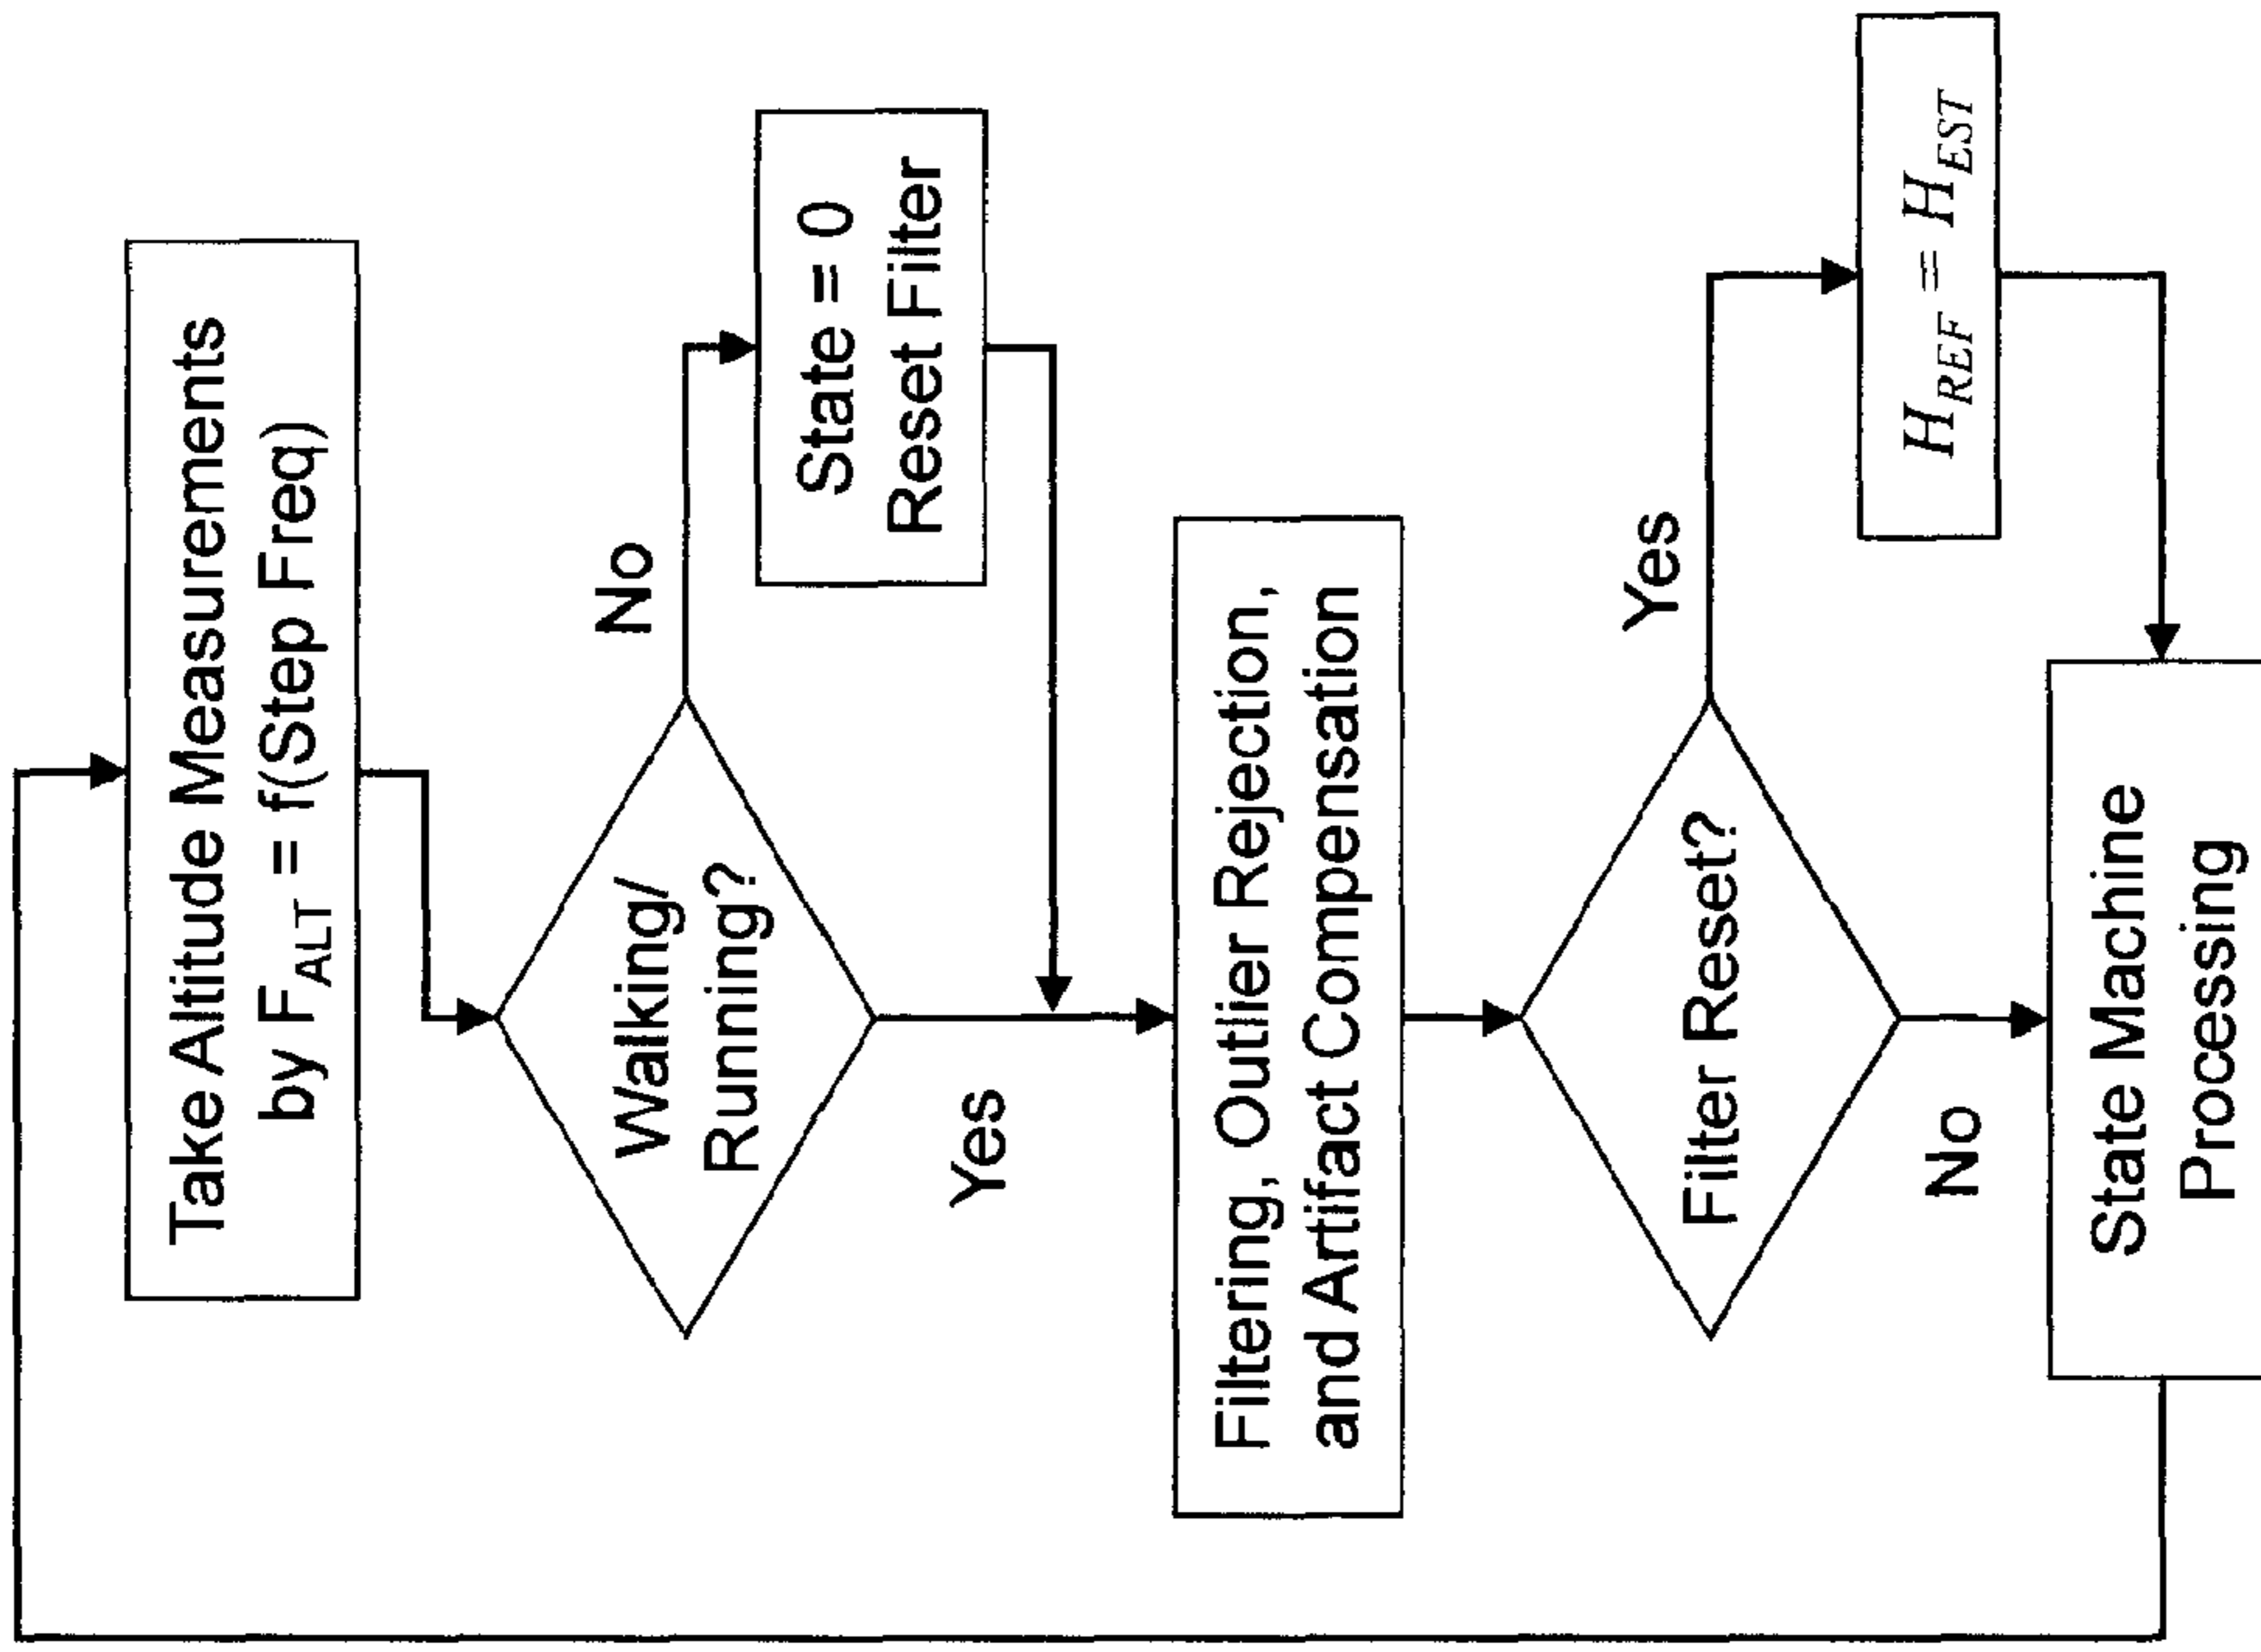 Take Altitude Measurements
by F_ALT = f(Step Freq)
Walking/
Running?
No
State = 0
Reset Filter
Yes
Filtering, Outlier Rejection,
and Artifact Compensation
Filter Reset?
Yes
H_REF = H_EST
No
State Machine
Processing